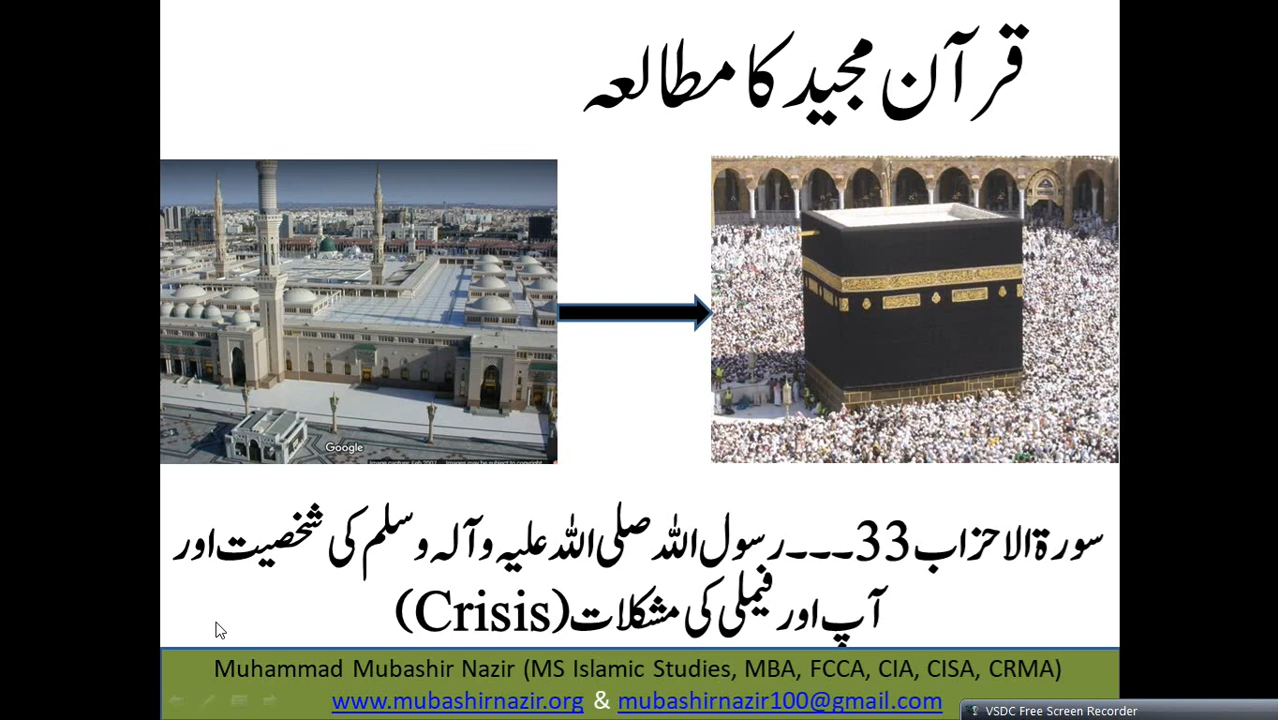 قرآن مجید کا مطالعہ
Google
سورۃ الاحزاب 33۔۔۔ رسول اللہ صلی اللہ علیہ وآلہ وسلم کی شخصیت اور
آپ اور فیملی کی مشکلات (Crisis)
Muhammad Mubashir Nazir (MS Islamic Studies, MBA, FCCA, CIA, CISA, CRMA)
www.mubashirnazir.org & mubashirnazir100@gmail.com
VSDC Free Screen Recorder